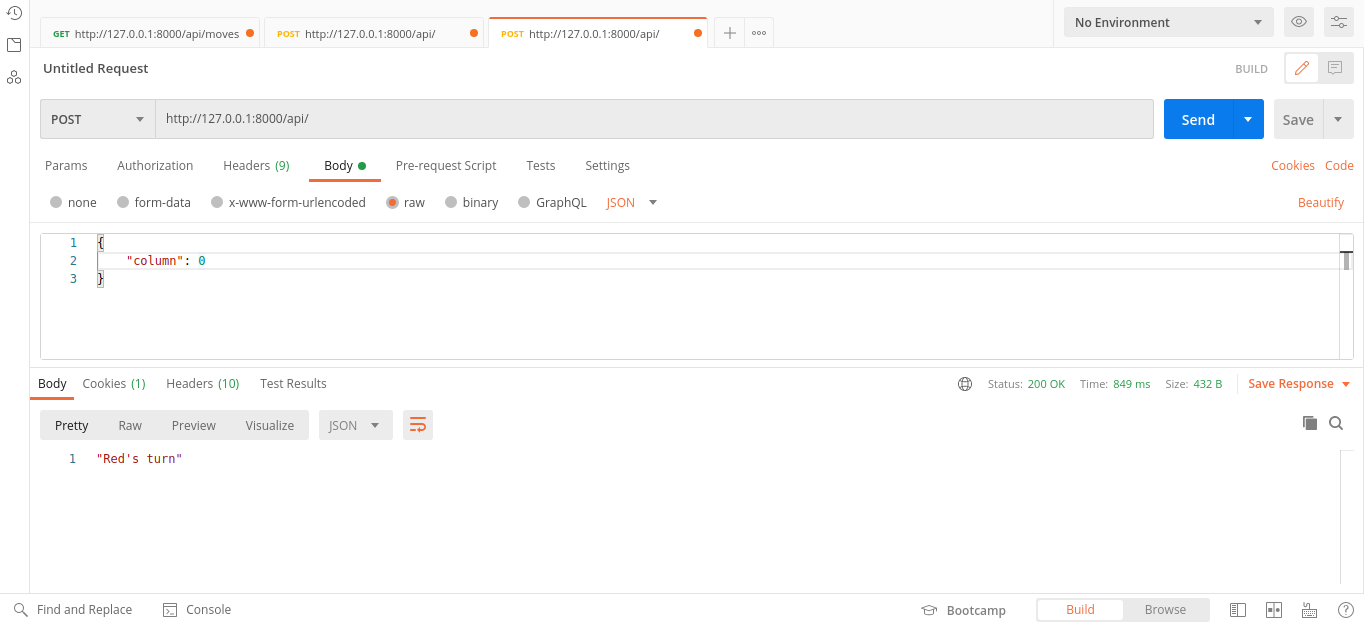 GET http://127.0.0.1:8000/api/moves POST http://127.0.0.1:8000/api/ POST http://127.0.0.1:8000/api/ No Environment
Untitled Request BUILD
POST http://127.0.0.1:8000/api/ Send Save
Params Authorization Headers (9) Body Pre-request Script Tests Settings Cookies Code
none form-data x-www-form-urlencoded raw binary GraphQL JSON Beautify
1 {
2 "column": 0
3 }
Body Cookies (1) Headers (10) Test Results Status: 200 OK Time: 849 ms Size: 432 B Save Response
Pretty Raw Preview Visualize JSON
1 "Red's turn"
Find and Replace Console Bootcamp Build Browse